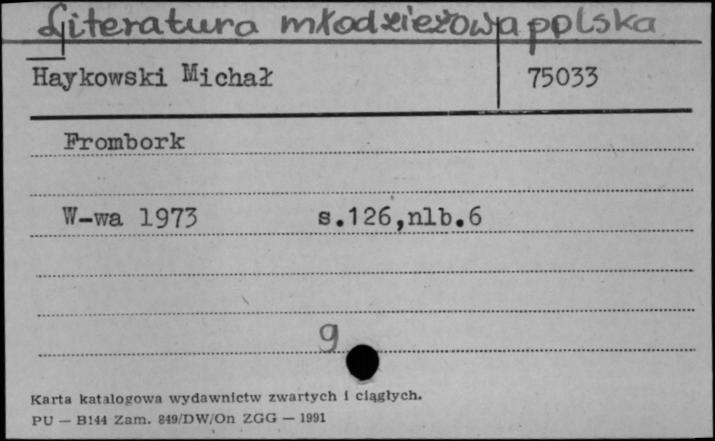 Literatura młodzieżowa polska
Haykowski Michał 75033
Frombork
W-wa 1973 s.126,nlb.6
9
Karta katalogowa wydawnictw zwartych i ciągłych.
PU — B144 Zam. 849/DW/On ZGG — 1991